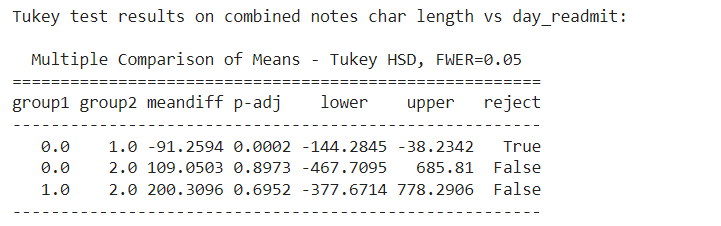 Tukey test results on combined notes char length vs day_readmit:
Multiple Comparison of Means - Tukey HSD, FWER=0.05
=======================================================
group1 group2 meandiff p-adj lower upper reject
-------------------------------------------------------
0.0 1.0 -91.2594 0.0002 -144.2845 -38.2342 True
0.0 2.0 109.0503 0.8973 -467.7095 685.81 False
1.0 2.0 200.3096 0.6952 -377.6714 778.2906 False
-------------------------------------------------------